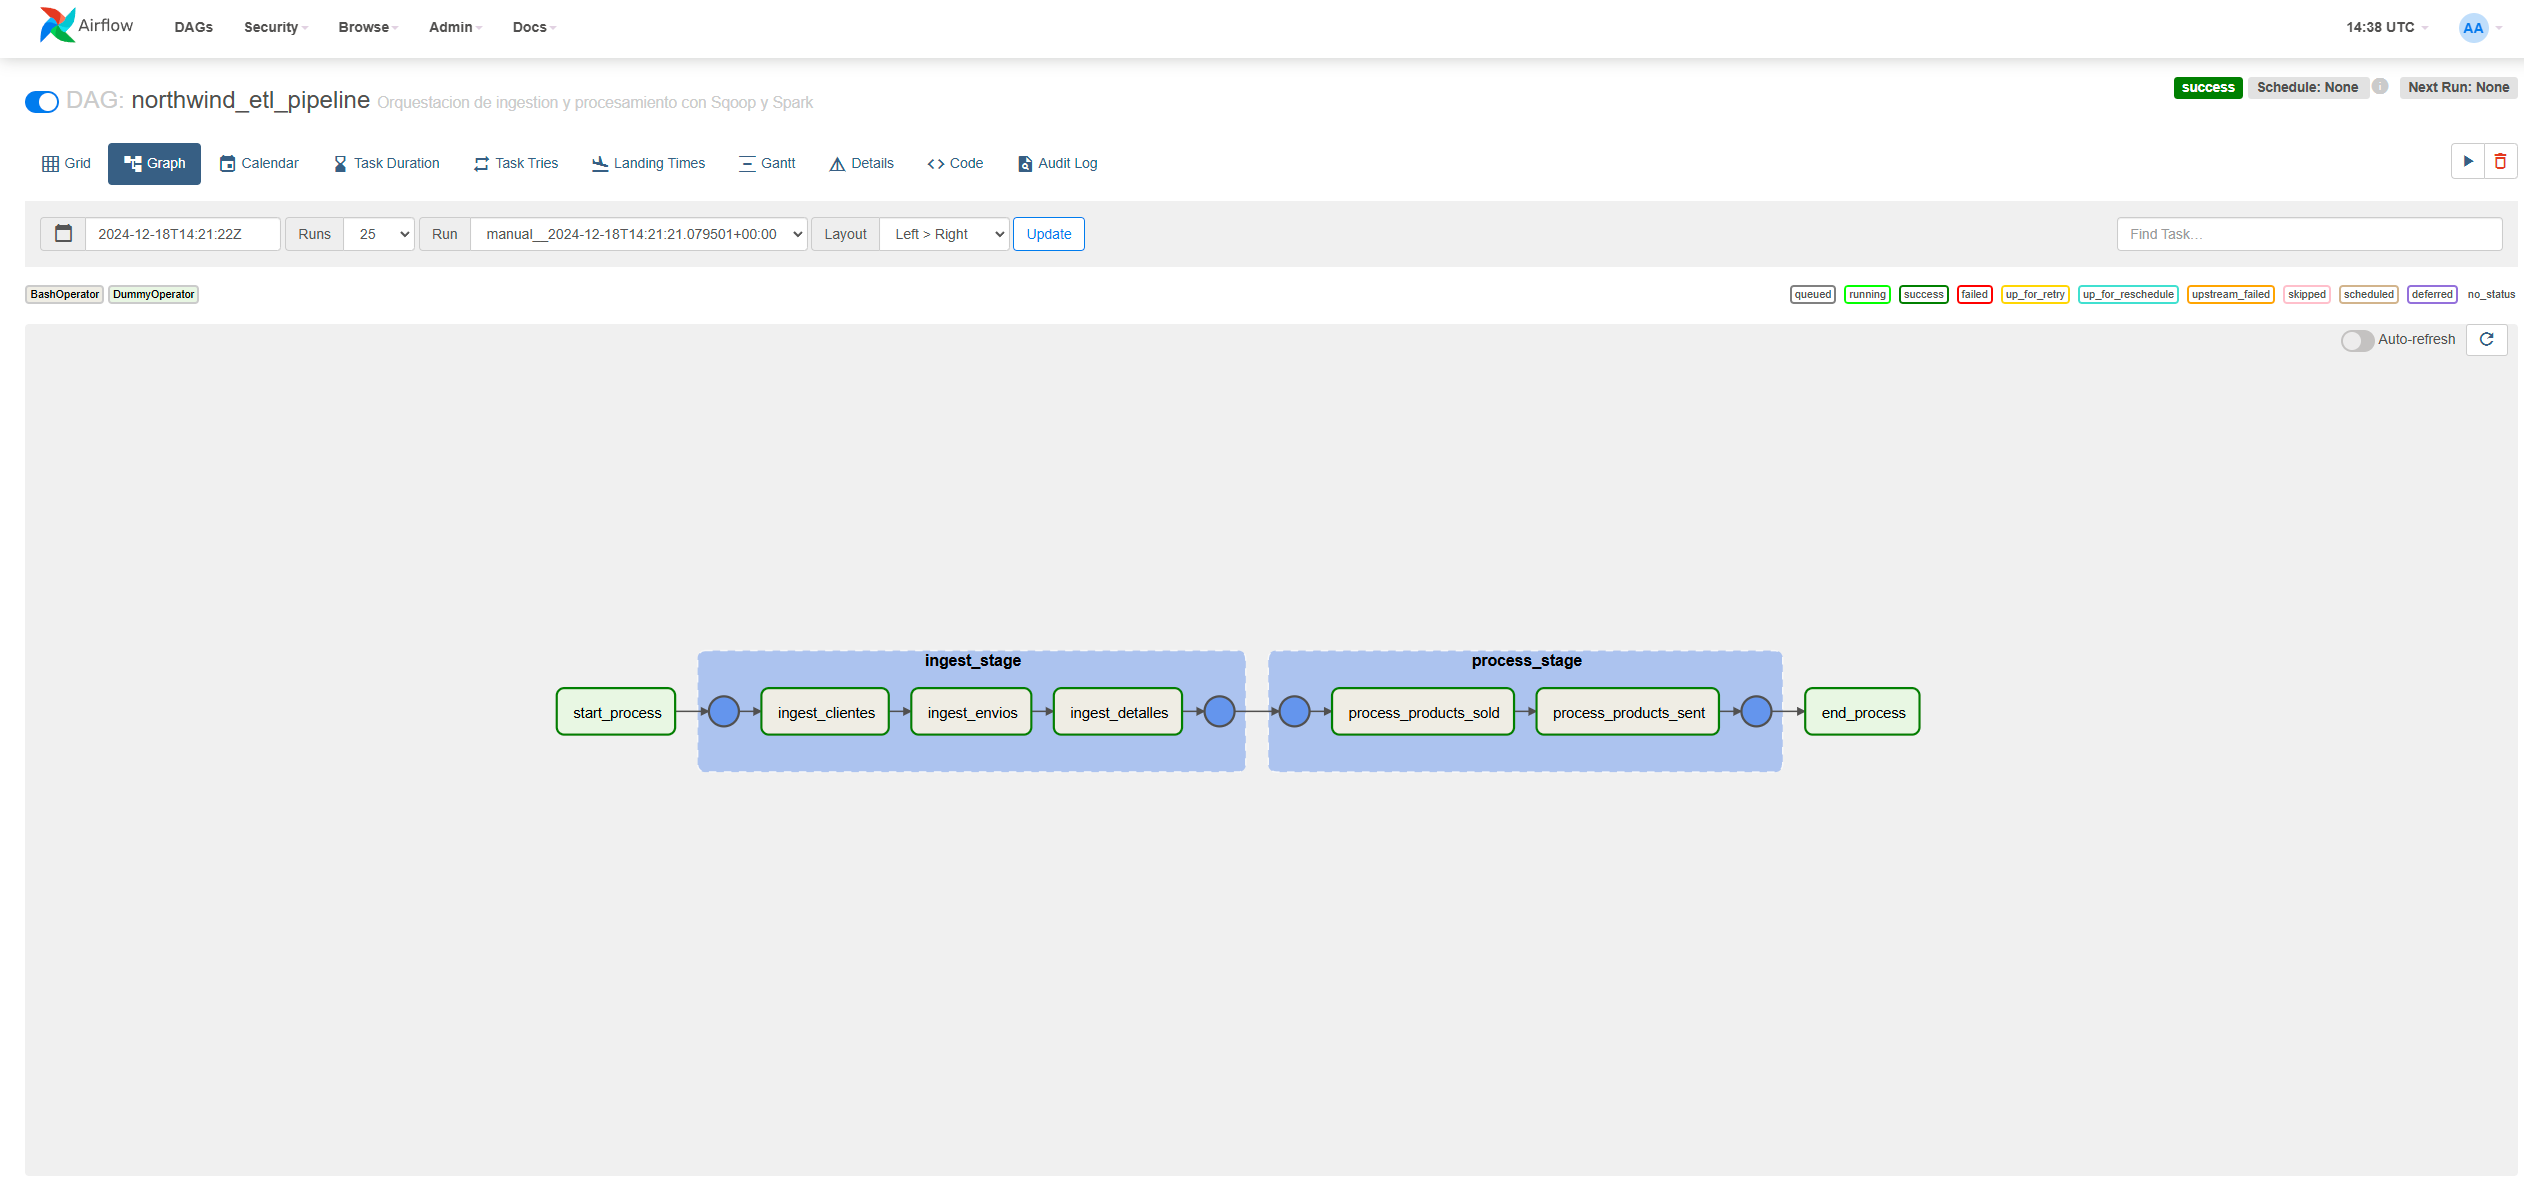 Airflow DAGs Security Browse Admin Docs 14:38 UTC AA
DAG: northwind_etl_pipeline Orquestacion de ingestion y procesamiento con Sqoop y Spark success Schedule: None i Next Run: None
Grid Graph Calendar Task Duration Task Tries Landing Times Gantt Details Code Audit Log
2024-12-18T14:21:22Z Runs 25 Run manual__2024-12-18T14:21:21.079501+00:00 Layout Left > Right Update Find Task...
BashOperator DummyOperator queued running success failed up_for_retry up_for_reschedule upstream_failed skipped scheduled deferred no_status
Auto-refresh
ingest_stage process_stage
start_process ingest_clientes ingest_envios ingest_detalles process_products_sold process_products_sent end_process